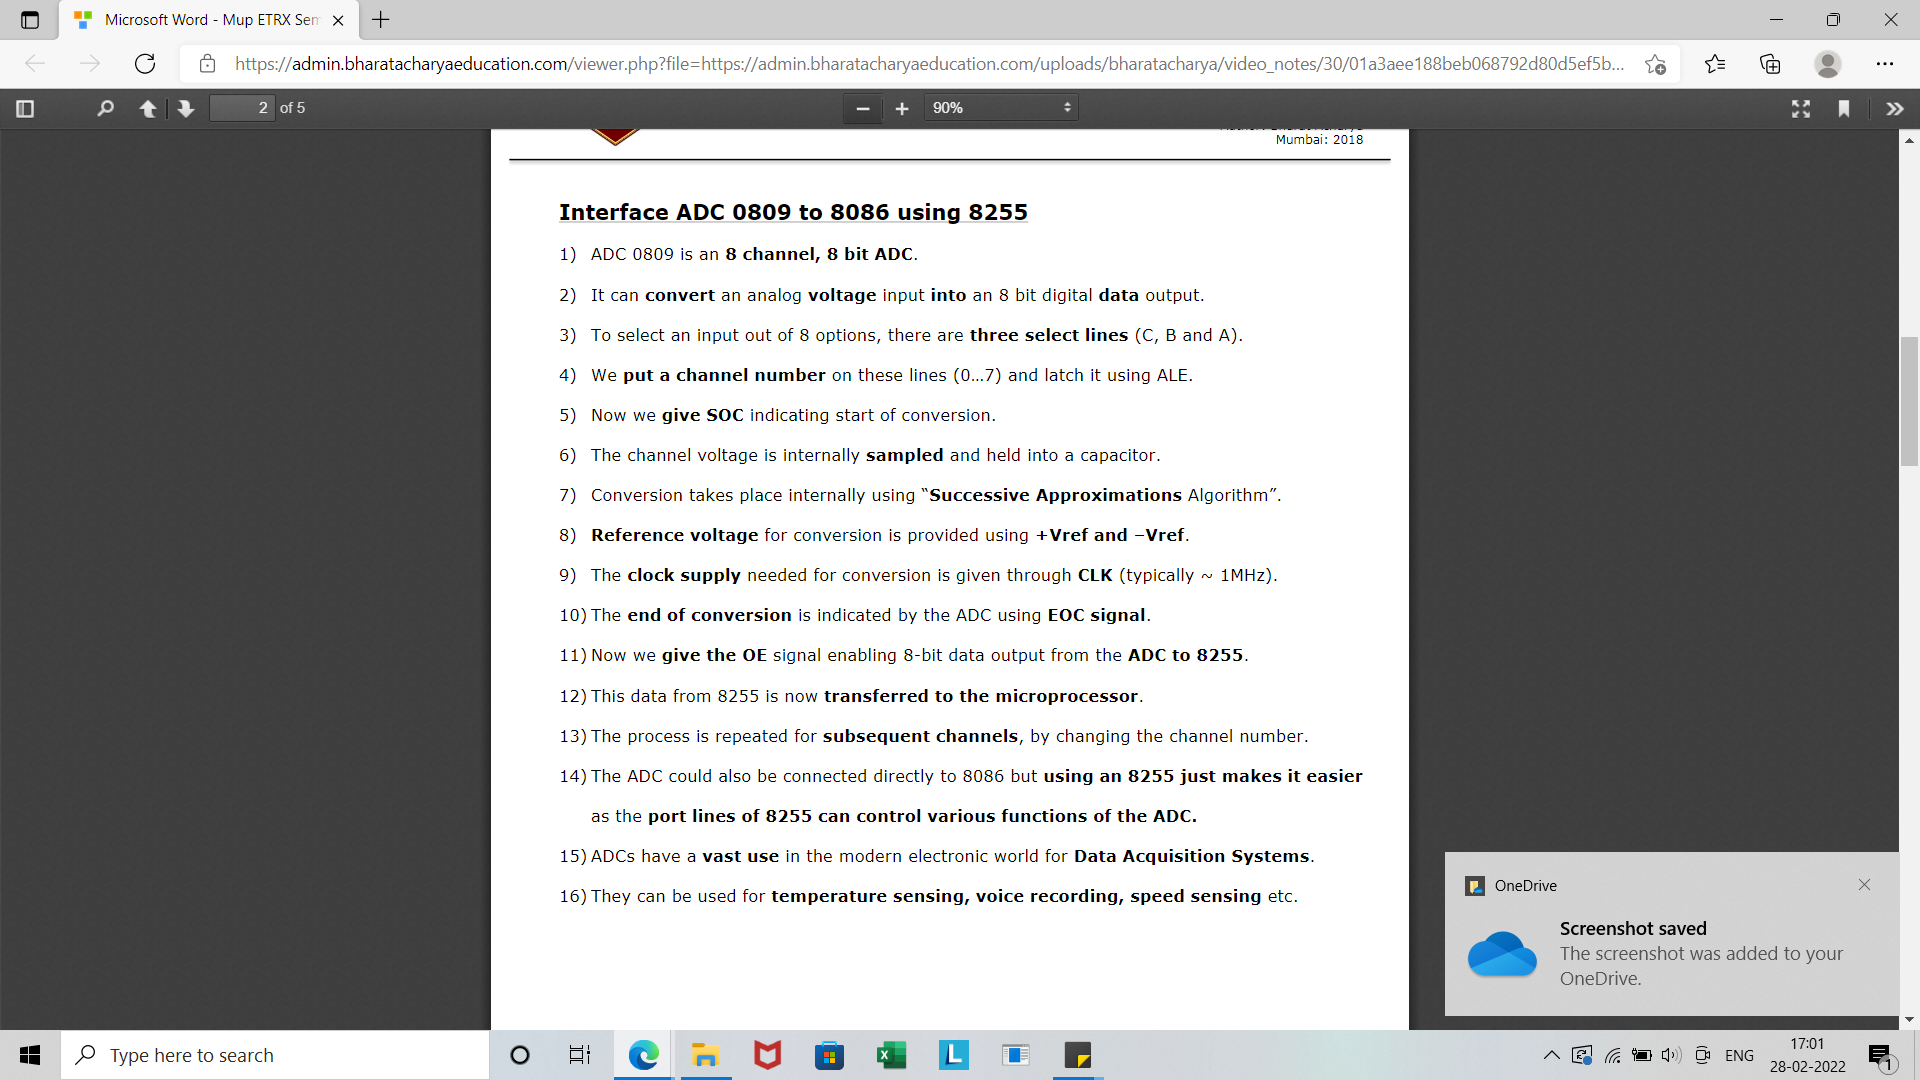 Microsoft Word - Mup ETRX Sem
https://admin.bharatacharyaeducation.com/viewer.php?file=https://admin.bharatacharyaeducation.com/uploads/bharatacharya/video_notes/30/01a3aee188beb068792d80d5ef5b...
2 of 5
90%
Mumbai: 2018
Interface ADC 0809 to 8086 using 8255
1) ADC 0809 is an 8 channel, 8 bit ADC.
2) It can convert an analog voltage input into an 8 bit digital data output.
3) To select an input out of 8 options, there are three select lines (C, B and A).
4) We put a channel number on these lines (0...7) and latch it using ALE.
5) Now we give SOC indicating start of conversion.
6) The channel voltage is internally sampled and held into a capacitor.
7) Conversion takes place internally using “Successive Approximations Algorithm”.
8) Reference voltage for conversion is provided using +Vref and –Vref.
9) The clock supply needed for conversion is given through CLK (typically ~ 1MHz).
10) The end of conversion is indicated by the ADC using EOC signal.
11) Now we give the OE signal enabling 8-bit data output from the ADC to 8255.
12) This data from 8255 is now transferred to the microprocessor.
13) The process is repeated for subsequent channels, by changing the channel number.
14) The ADC could also be connected directly to 8086 but using an 8255 just makes it easier
as the port lines of 8255 can control various functions of the ADC.
15) ADCs have a vast use in the modern electronic world for Data Acquisition Systems.
16) They can be used for temperature sensing, voice recording, speed sensing etc.
OneDrive
Screenshot saved
The screenshot was added to your
OneDrive.
Type here to search
L
ENG
17:01
28-02-2022
1